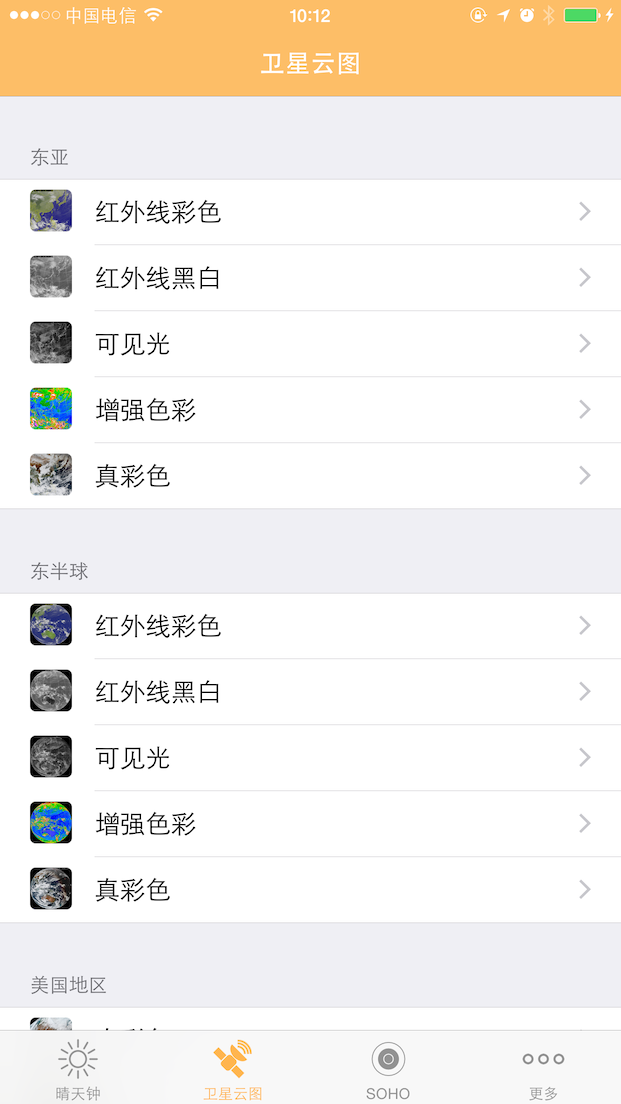 中国电信 10:12
卫星云图
东亚
红外线彩色
红外线黑白
可见光
增强色彩
真彩色
东半球
红外线彩色
红外线黑白
可见光
增强色彩
真彩色
美国地区
晴天钟 卫星云图 SOHO 更多